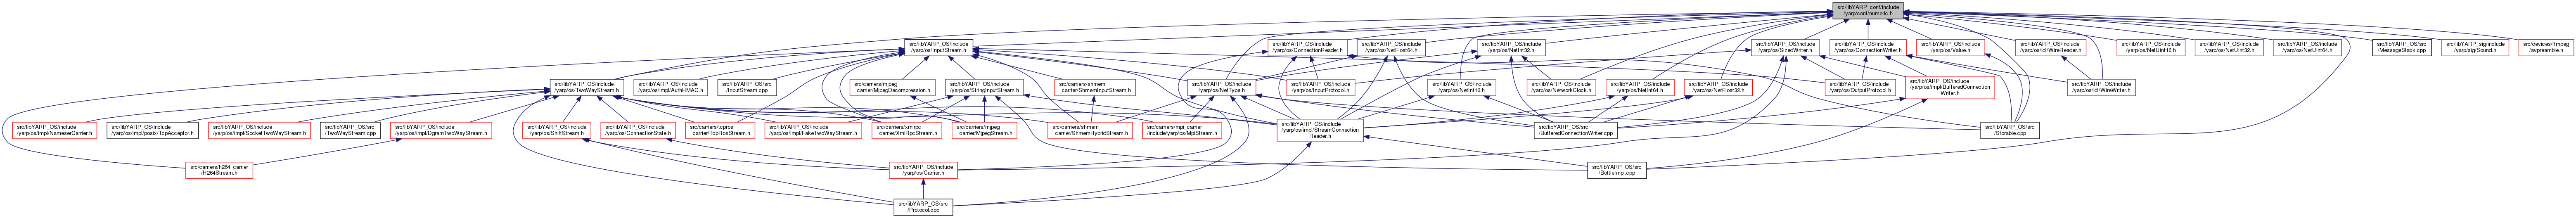 src/libYARP_conf/include
/yarp/conf/numeric.h
src/libYARP_OS/include
/yarp/os/InputStream.h
src/libYARP_OS/include
/yarp/os/ConnectionReader.h
src/libYARP_OS/include
/yarp/os/NetFloat64.h
src/libYARP_OS/include
/yarp/os/NetInt32.h
src/libYARP_OS/include
/yarp/os/SizedWriter.h
src/libYARP_OS/include
/yarp/os/ConnectionWriter.h
src/libYARP_OS/include
/yarp/os/Value.h
src/libYARP_OS/include
/yarp/os/idl/WireReader.h
src/libYARP_OS/include
/yarp/os/NetUint16.h
src/libYARP_OS/include
/yarp/os/NetUint32.h
src/libYARP_OS/include
/yarp/os/NetUint64.h
src/libYARP_OS/src
/MessageStack.cpp
src/libYARP_sig/include
/yarp/sig/Sound.h
src/devices/ffmpeg
/avpreamble.h
src/libYARP_OS/include
/yarp/os/TwoWayStream.h
src/libYARP_OS/include
/yarp/os/impl/AuthHMAC.h
src/libYARP_OS/src
/InputStream.cpp
src/carriers/mjpeg
_carrier/MjpegDecompression.h
src/libYARP_OS/include
/yarp/os/StringInputStream.h
src/carriers/shmem
_carrier/ShmemInputStream.h
src/libYARP_OS/include
/yarp/os/NetType.h
src/libYARP_OS/include
/yarp/os/InputProtocol.h
src/libYARP_OS/include
/yarp/os/NetInt16.h
src/libYARP_OS/include
/yarp/os/NetworkClock.h
src/libYARP_OS/include
/yarp/os/NetInt64.h
src/libYARP_OS/include
/yarp/os/NetFloat32.h
src/libYARP_OS/include
/yarp/os/OutputProtocol.h
src/libYARP_OS/include
/yarp/os/impl/BufferedConnection
Writer.h
src/libYARP_OS/include
/yarp/os/idl/WireWriter.h
src/libYARP_OS/include
/yarp/os/impl/NameserCarrier.h
src/libYARP_OS/include
/yarp/os/impl/posix/TcpAcceptor.h
src/libYARP_OS/include
/yarp/os/impl/SocketTwoWayStream.h
src/libYARP_OS/src
/TwoWayStream.cpp
src/libYARP_OS/include
/yarp/os/impl/DgramTwoWayStream.h
src/libYARP_OS/include
/yarp/os/ShiftStream.h
src/libYARP_OS/include
/yarp/os/ConnectionState.h
src/carriers/tcpros
_carrier/TcpRosStream.h
src/libYARP_OS/include
/yarp/os/impl/FakeTwoWayStream.h
src/carriers/xmlrpc
_carrier/XmlRpcStream.h
src/carriers/mjpeg
_carrier/MjpegStream.h
src/carriers/shmem
_carrier/ShmemHybridStream.h
src/carriers/mpi_carrier
/include/yarp/os/MpiStream.h
src/libYARP_OS/include
/yarp/os/impl/StreamConnection
Reader.h
src/libYARP_OS/src
/BufferedConnectionWriter.cpp
src/libYARP_OS/src
/Storable.cpp
src/carriers/h264_carrier
/H264Stream.h
src/libYARP_OS/include
/yarp/os/Carrier.h
src/libYARP_OS/src
/BottleImpl.cpp
src/libYARP_OS/src
/Protocol.cpp